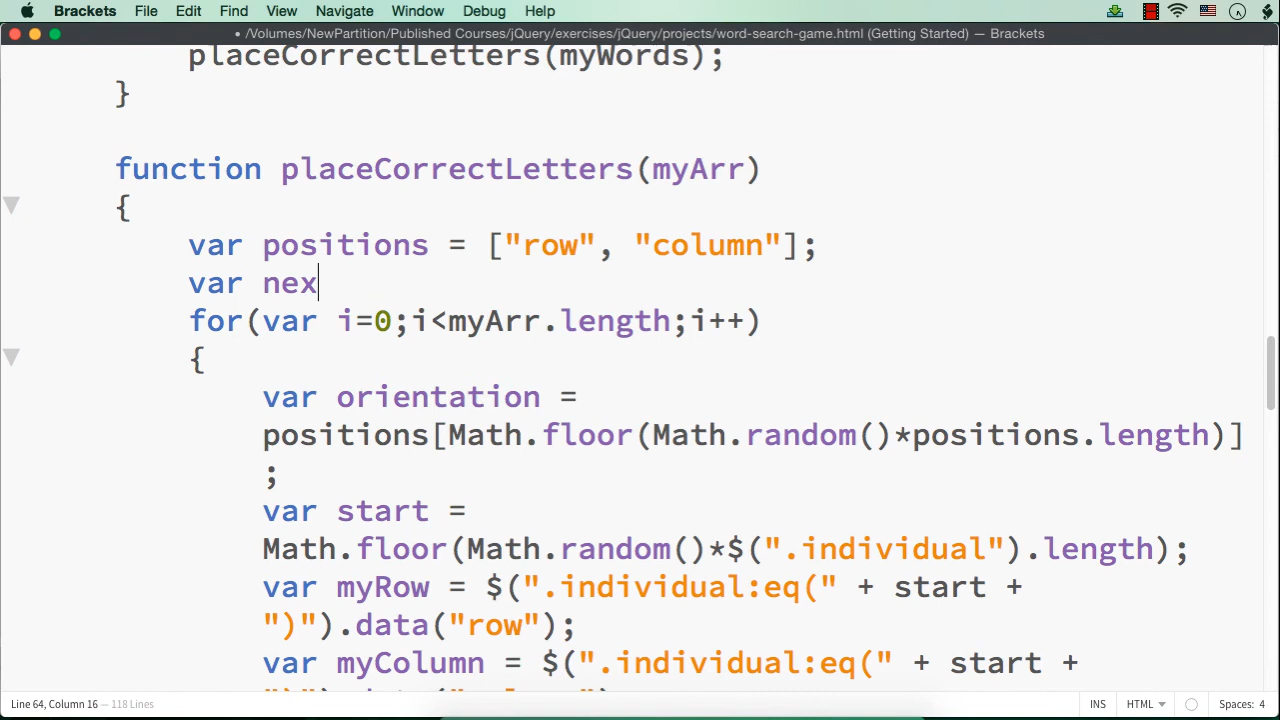 Brackets File Edit Find View Navigate Window Debug Help
/Volumes/NewPartition/Published Courses/jQuery/exercises/jQuery/projects/word-search-game.html (Getting Started) — Brackets
placeCorrectLetters(myWords);
}
function placeCorrectLetters(myArr)
{
var positions = ["row", "column"];
var nex
for(var i=0;i<myArr.length;i++)
{
var orientation =
positions[Math.floor(Math.random()*positions.length)]
;
var start =
Math.floor(Math.random()*$(".individual").length);
var myRow = $(".individual:eq(" + start +
")").data("row");
var myColumn = $(".individual:eq(" + start +
Line 64, Column 16 — 118 Lines INS HTML Spaces: 4